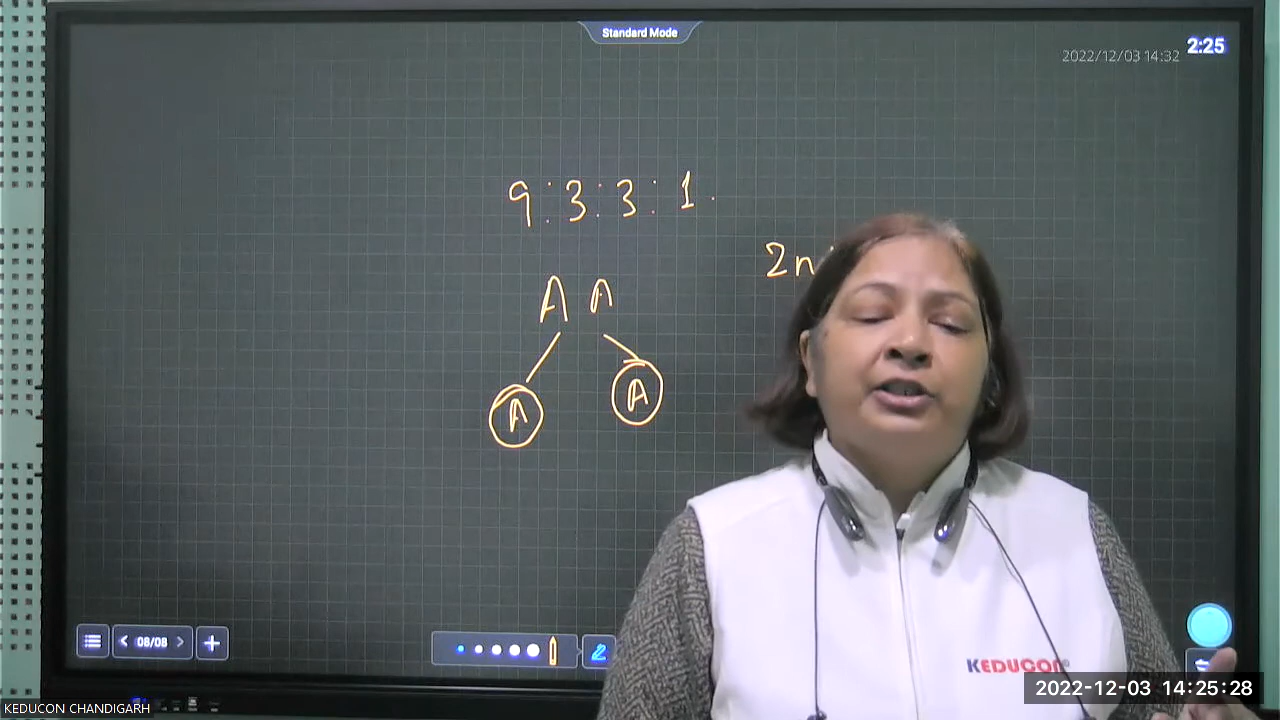 Standard Mode
2:25
2022/12/03 14:32
9:3:3:1.
2n
A A
A A
08/08
KEDUCON
2022-12-03 14:25:28
KEDUCON CHANDIGARH